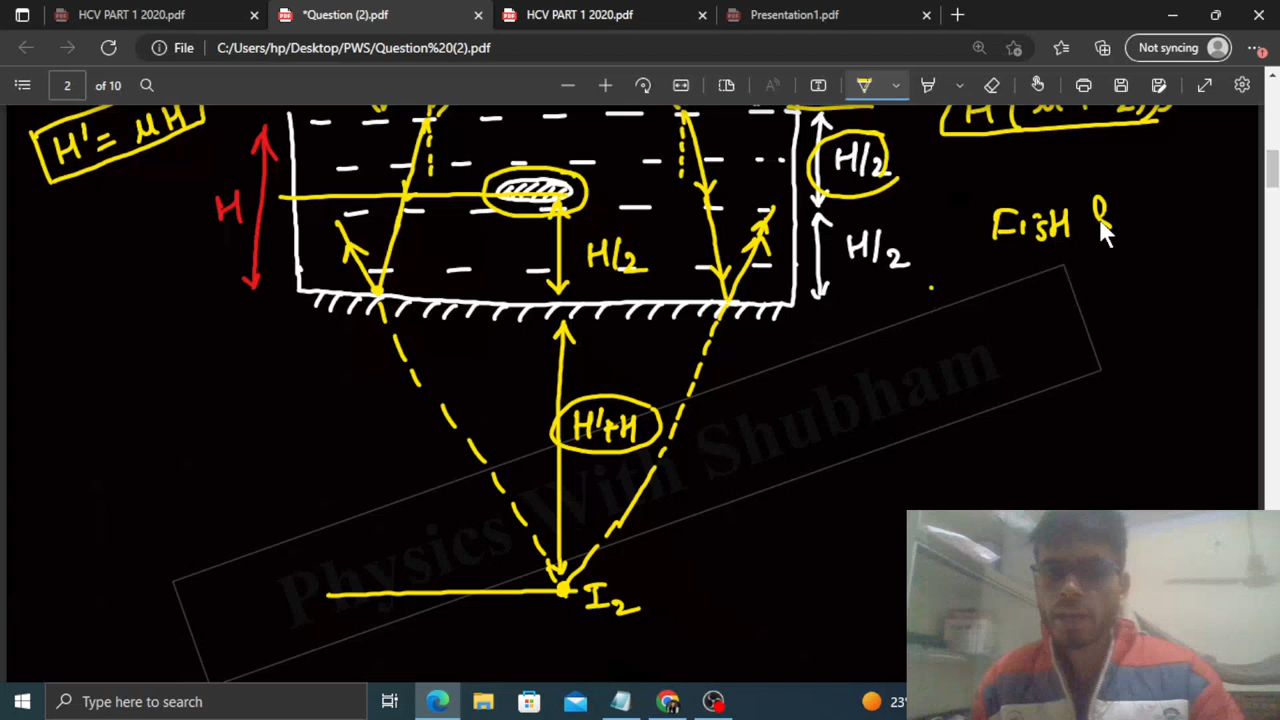 HCV PART 1 2020.pdf
*Question (2).pdf
HCV PART 1 2020.pdf
Presentation1.pdf
File
C:/Users/hp/Desktop/PWS/Question%20(2).pdf
Not syncing
2
of 10
H' = μH
H
H/2
H/2
H/2
FisH
H'+H
I2
Physics With Shubham
Type here to search
23